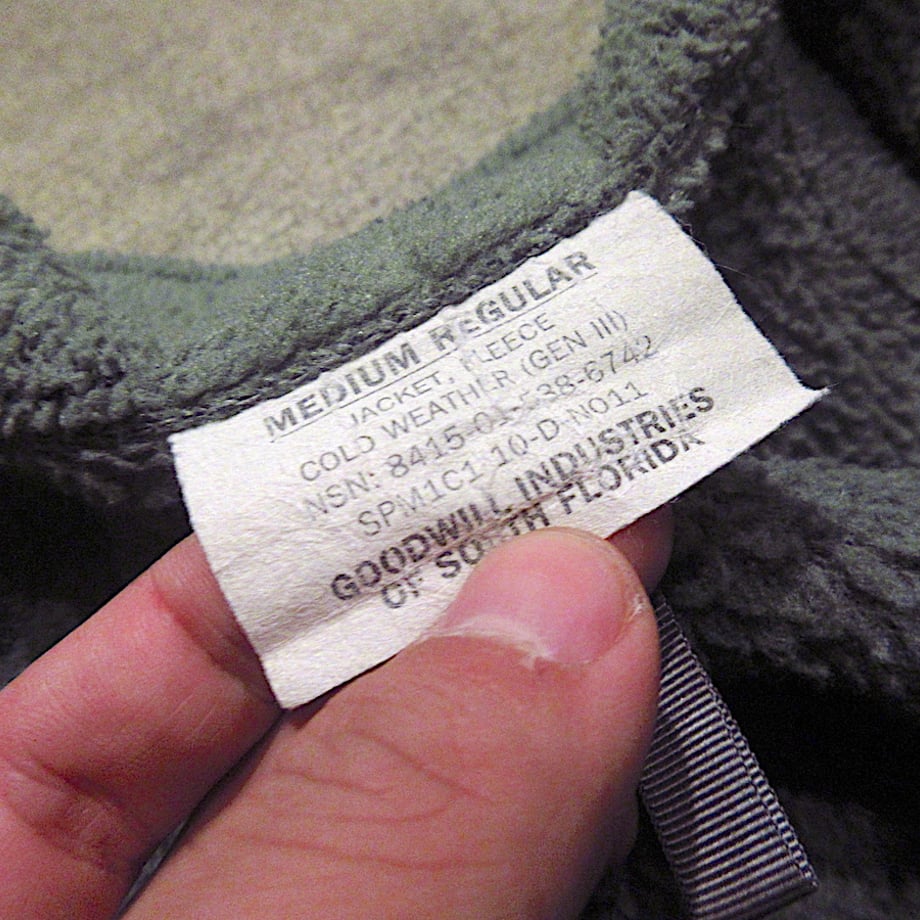 MEDIUM REGULAR
JACKET, FLEECE
COLD WEATHER (GEN III)
NSN: 8415-01-538-6742
SPM1C1-10-D-N011
GOODWILL INDUSTRIES
OF SOUTH FLORIDA